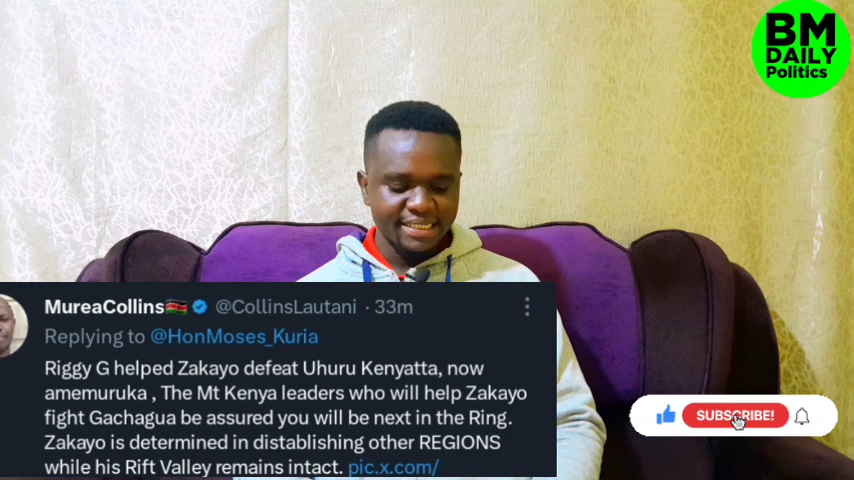 BM
DAILY
Politics
MureaCollins🇰🇪 @CollinsLautani · 33m
Replying to @HonMoses_Kuria
Riggy G helped Zakayo defeat Uhuru Kenyatta, now
amemuruka , The Mt Kenya leaders who will help Zakayo
fight Gachagua be assured you will be next in the Ring.
Zakayo is determined in distablishing other REGIONS
while his Rift Valley remains intact. pic.x.com/
SUBSCRIBE!